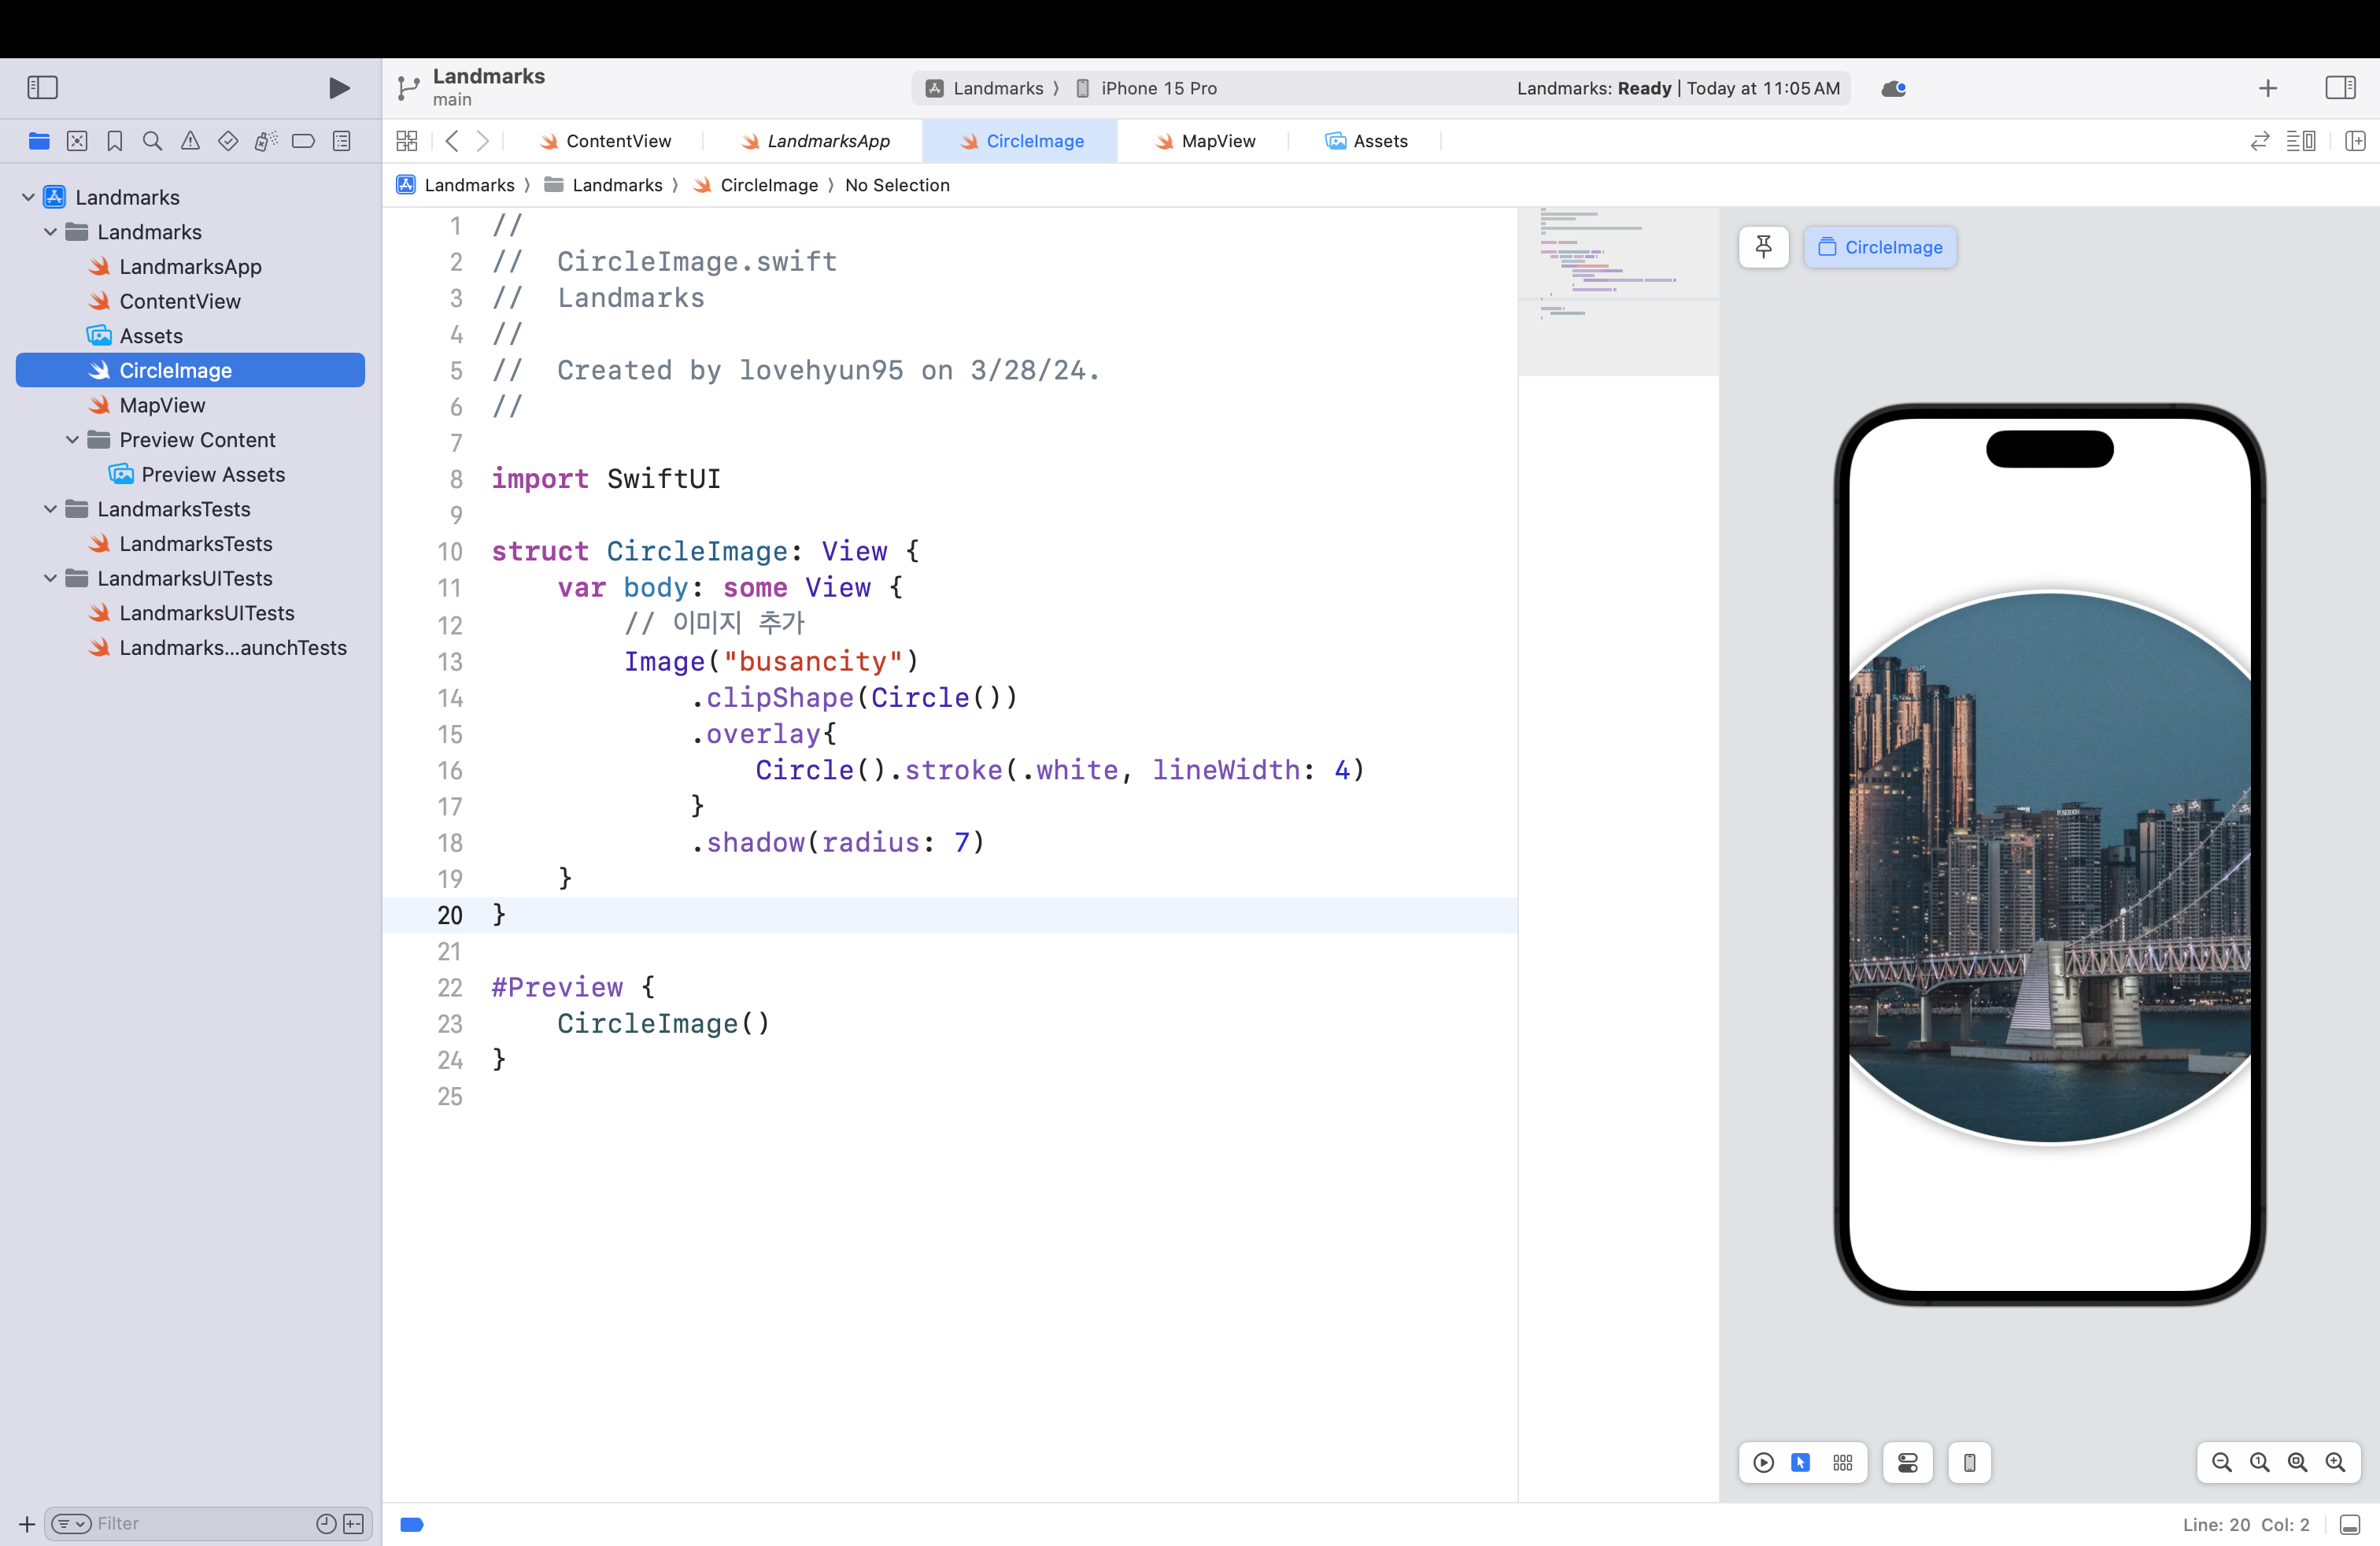 Landmarks
main
Landmarks 〉 iPhone 15 Pro
Landmarks: Ready | Today at 11:05 AM
ContentView
LandmarksApp
CircleImage
MapView
Assets
Landmarks 〉 Landmarks 〉 CircleImage 〉 No Selection
Landmarks
Landmarks
LandmarksApp
ContentView
Assets
CircleImage
MapView
Preview Content
Preview Assets
LandmarksTests
LandmarksTests
LandmarksUITests
LandmarksUITests
Landmarks...aunchTests
Filter
1 //
2 //  CircleImage.swift
3 //  Landmarks
4 //
5 //  Created by lovehyun95 on 3/28/24.
6 //
7
8 import SwiftUI
9
10 struct CircleImage: View {
11     var body: some View {
12         // 이미지 추가
13         Image("busancity")
14             .clipShape(Circle())
15             .overlay{
16                 Circle().stroke(.white, lineWidth: 4)
17             }
18             .shadow(radius: 7)
19     }
20 }
21
22 #Preview {
23     CircleImage()
24 }
25
CircleImage
POSEIDON
Line: 20  Col: 2